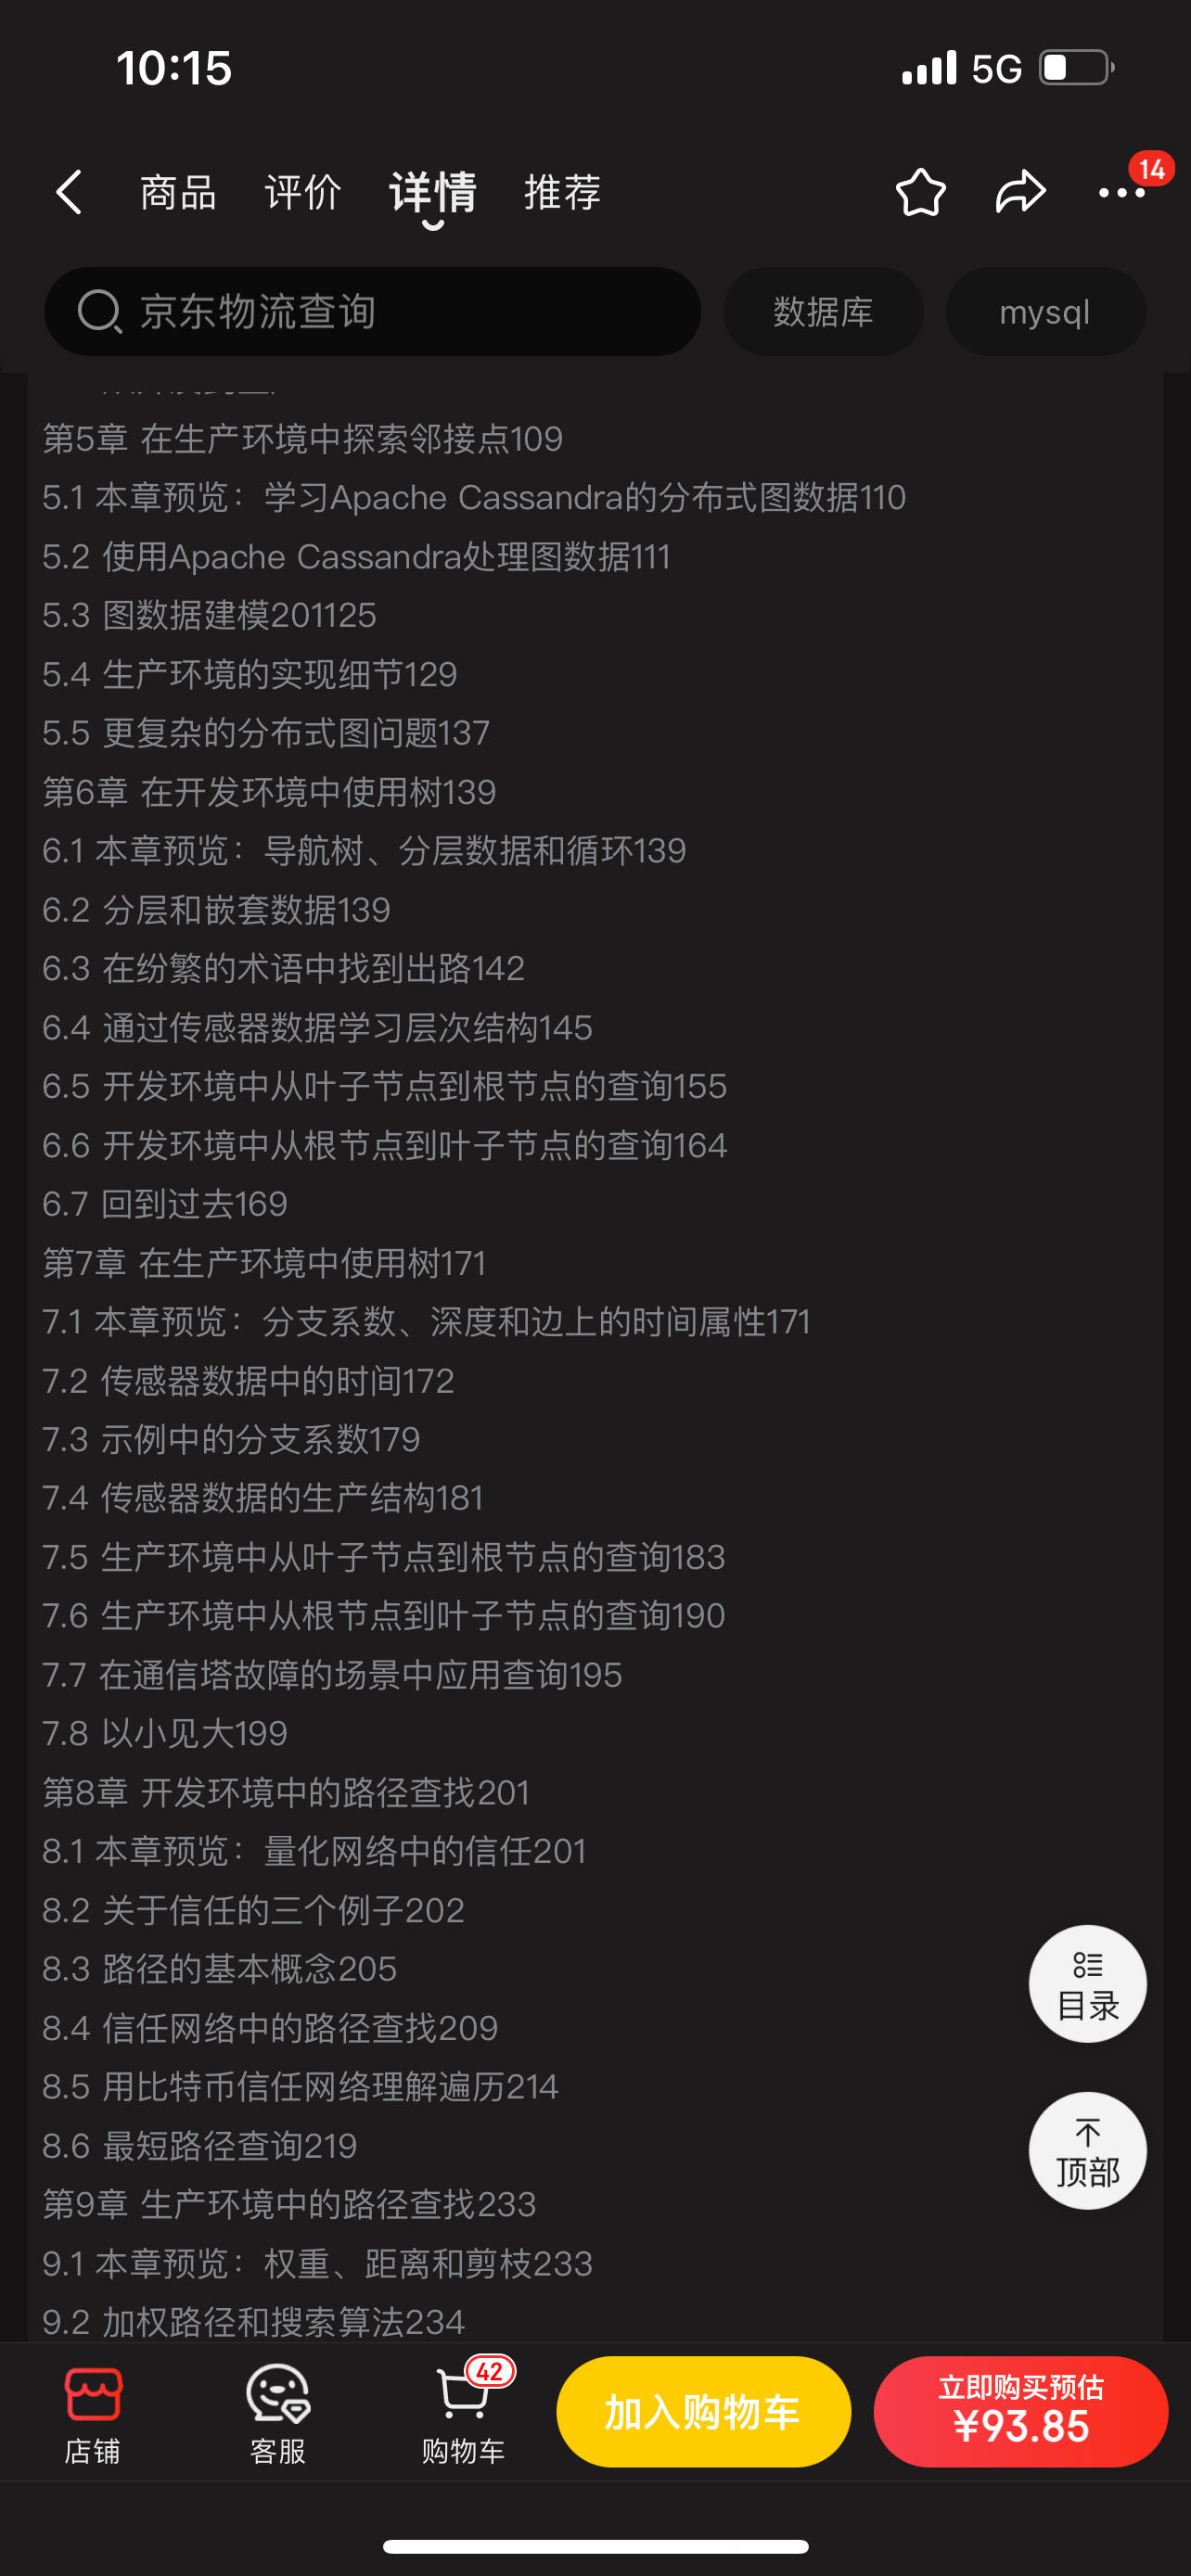 10:15
5G
商品 评价 详情 推荐
14
京东物流查询 数据库 mysql
第5章 在生产环境中探索邻接点109
5.1 本章预览：学习Apache Cassandra的分布式图数据110
5.2 使用Apache Cassandra处理图数据111
5.3 图数据建模201125
5.4 生产环境的实现细节129
5.5 更复杂的分布式图问题137
第6章 在开发环境中使用树139
6.1 本章预览：导航树、分层数据和循环139
6.2 分层和嵌套数据139
6.3 在纷繁的术语中找到出路142
6.4 通过传感器数据学习层次结构145
6.5 开发环境中从叶子节点到根节点的查询155
6.6 开发环境中从根节点到叶子节点的查询164
6.7 回到过去169
第7章 在生产环境中使用树171
7.1 本章预览：分支系数、深度和边上的时间属性171
7.2 传感器数据中的时间172
7.3 示例中的分支系数179
7.4 传感器数据的生产结构181
7.5 生产环境中从叶子节点到根节点的查询183
7.6 生产环境中从根节点到叶子节点的查询190
7.7 在通信塔故障的场景中应用查询195
7.8 以小见大199
第8章 开发环境中的路径查找201
8.1 本章预览：量化网络中的信任201
8.2 关于信任的三个例子202
8.3 路径的基本概念205
8.4 信任网络中的路径查找209
8.5 用比特币信任网络理解遍历214
8.6 最短路径查询219
第9章 生产环境中的路径查找233
9.1 本章预览：权重、距离和剪枝233
9.2 加权路径和搜索算法234
目录
顶部
店铺
客服
42
购物车
加入购物车
立即购买预估
¥93.85